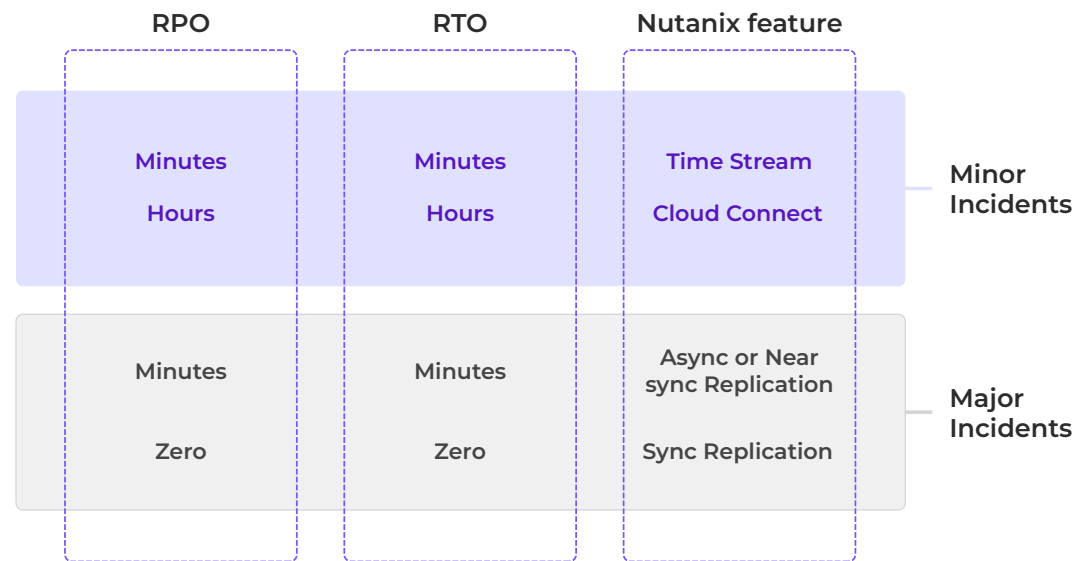 RPO RTO Nutanix feature
Minutes Minutes Time Stream
Minor
Incidents
Hours Hours Cloud Connect
Minutes Minutes Async or Near
sync Replication
Major
Incidents
Zero Zero Sync Replication